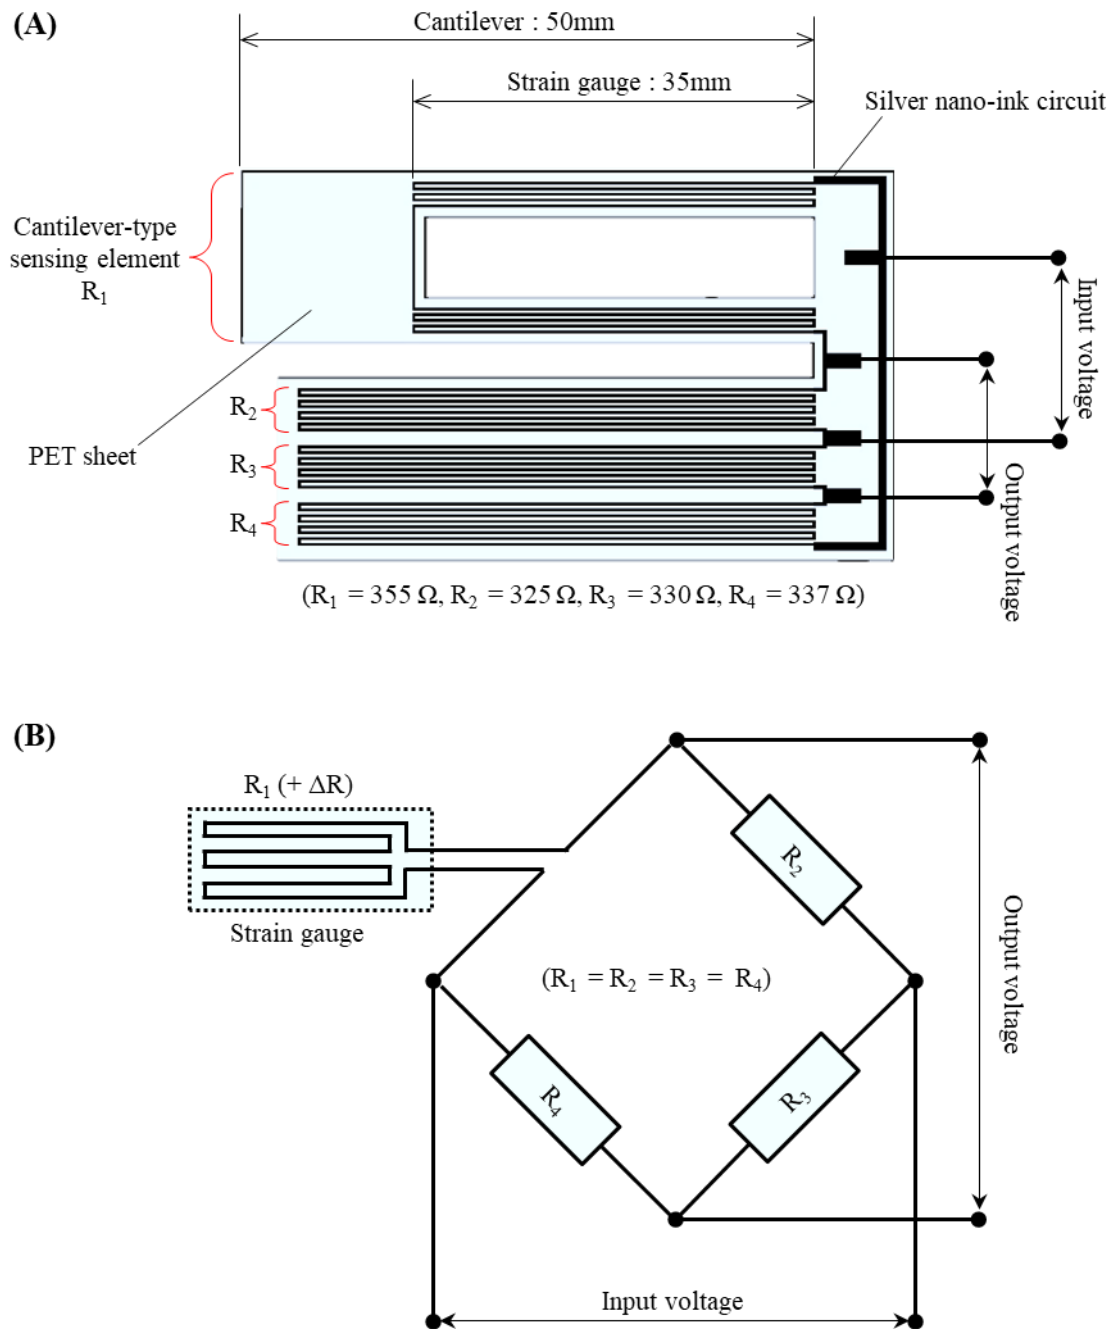 (A)
Cantilever : 50mm
Strain gauge : 35mm
Silver nano-ink circuit
Cantilever-type
sensing element
R₁
Input voltage
R₂
PET sheet
R₃
Output voltage
R₄
(R₁ = 355 Ω, R₂ = 325 Ω, R₃ = 330 Ω, R₄ = 337 Ω)
(B)
R₁ (+ ΔR)
R₂
Strain gauge
Output voltage
(R₁ = R₂ = R₃ = R₄)
R₄
R₃
Input voltage